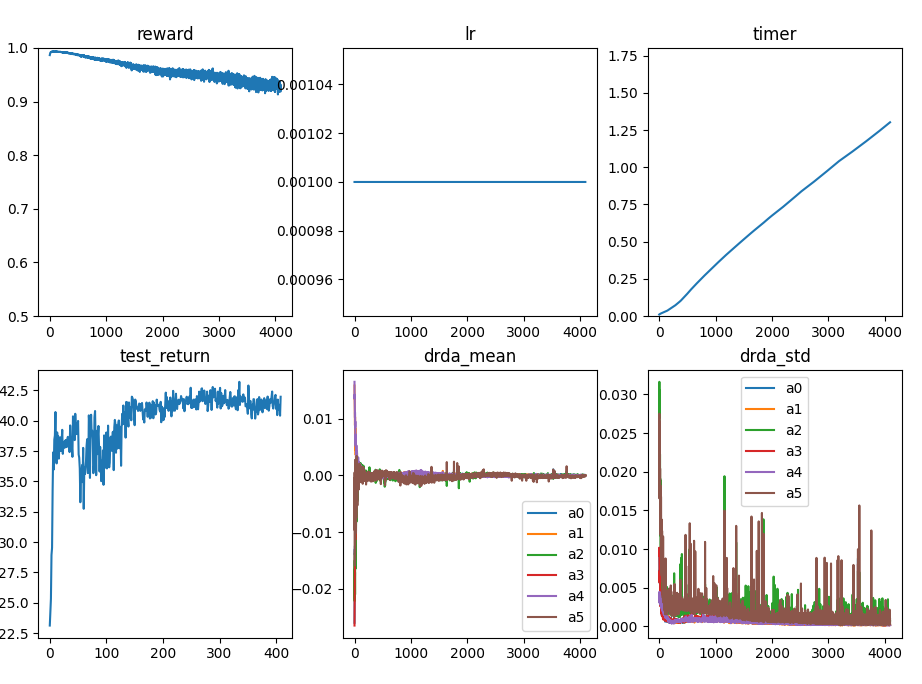 reward
lr
timer
1.0
0.9
0.8
0.7
0.6
0.5
0 1000 2000 3000 4000
0.00104
0.00102
0.00100
0.00098
0.00096
0 1000 2000 3000 4000
1.75
1.50
1.25
1.00
0.75
0.50
0.25
0.00
0 1000 2000 3000 4000
test_return
drda_mean
drda_std
42.5
40.0
37.5
35.0
32.5
30.0
27.5
25.0
22.5
0 1000 2000 3000 4000
0.01
0.00
−0.01
−0.02
a0
a1
a2
a3
a4
a5
0 1000 2000 3000 4000
0.030
0.025
0.020
0.015
0.010
0.005
0.000
a0
a1
a2
a3
a4
a5
0 1000 2000 3000 4000